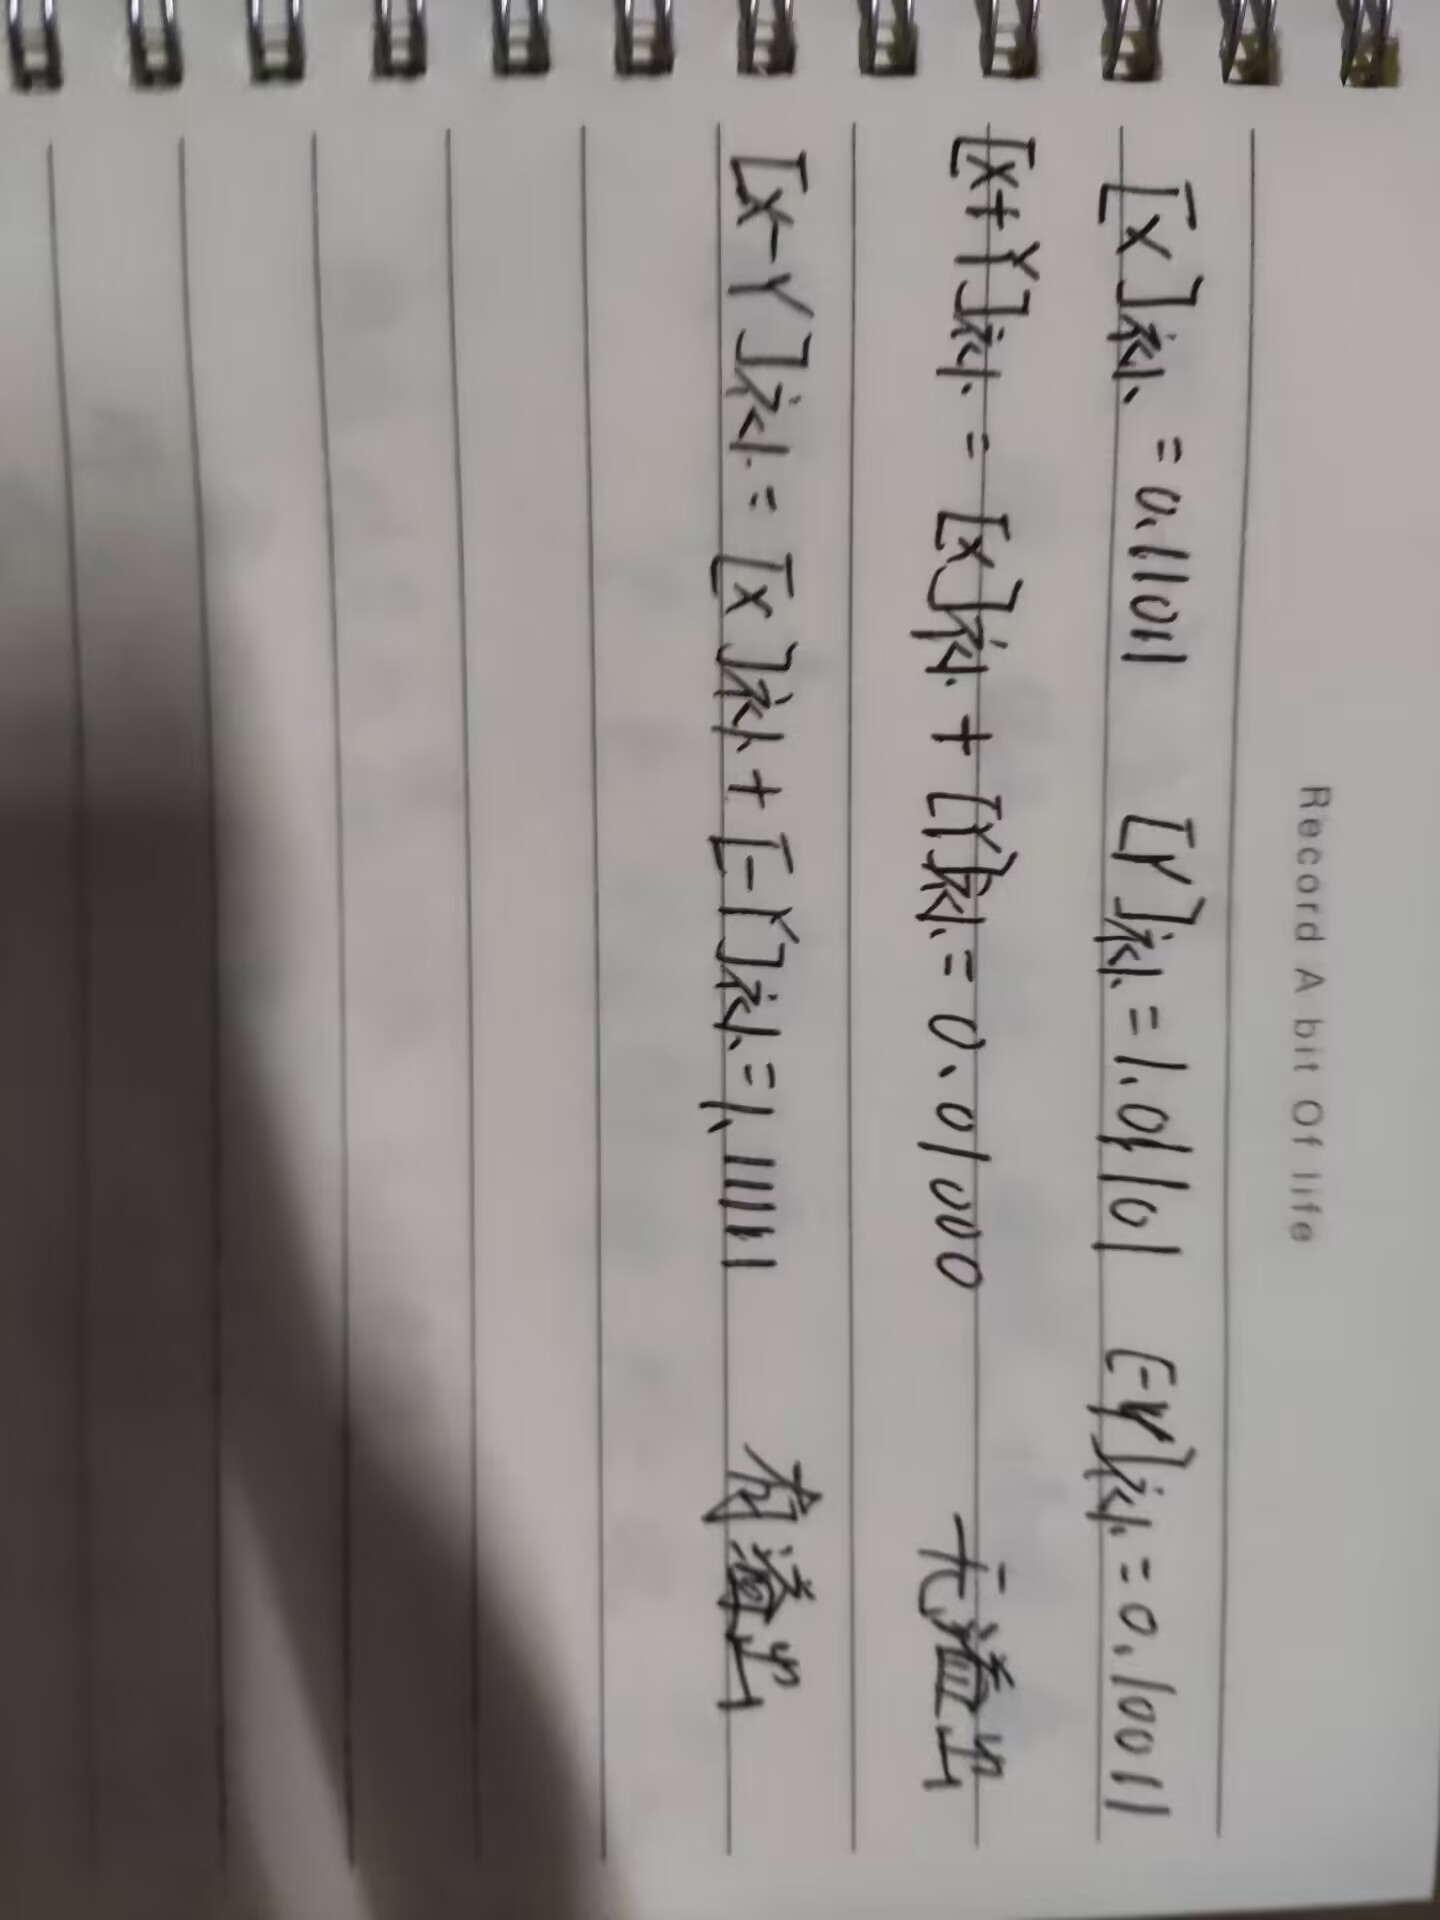 Record A bit Of life
[X]补 = 0.11011 [Y]补 = 1.01101 [-Y]补 = 0.10011
[X+Y]补 = [X]补 + [Y]补 = 0.01000 无溢出
[X-Y]补 = [X]补 + [-Y]补 = 1.11111 有溢出